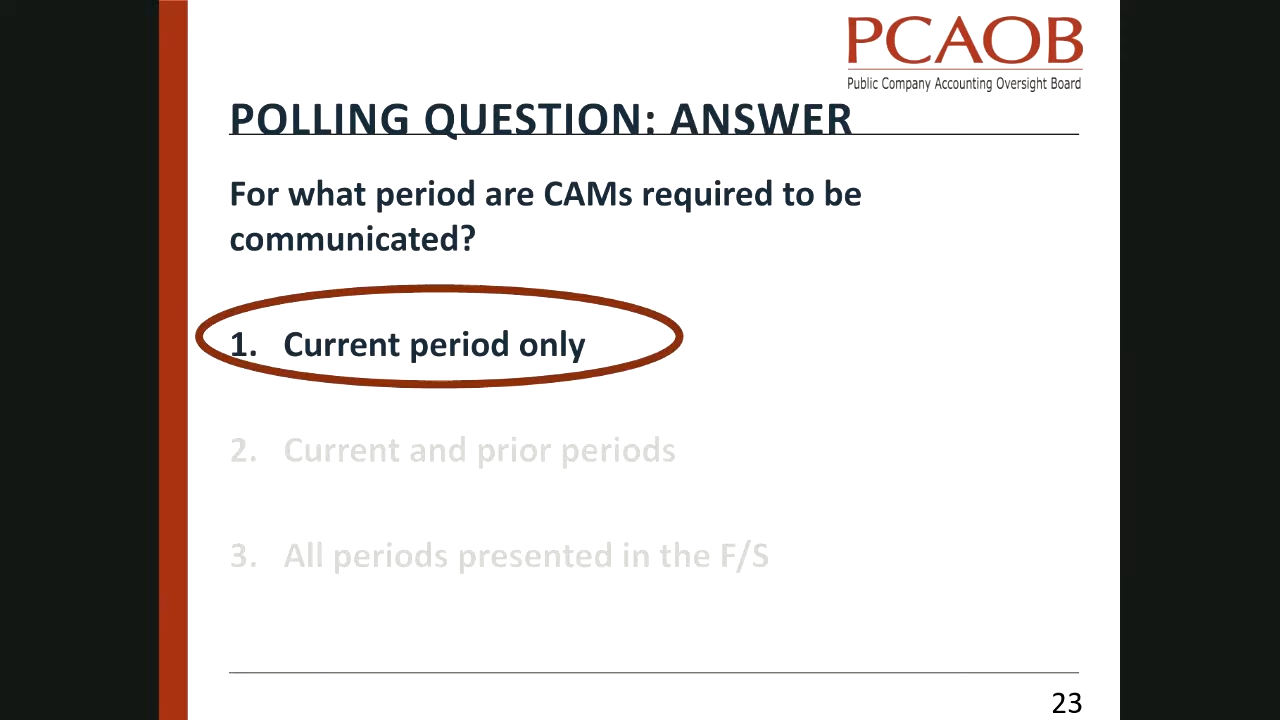 PCAOB
Public Company Accounting Oversight Board
POLLING QUESTION: ANSWER
For what period are CAMs required to be
communicated?
1. Current period only
2. Current and prior periods
3. All periods presented in the F/S
23